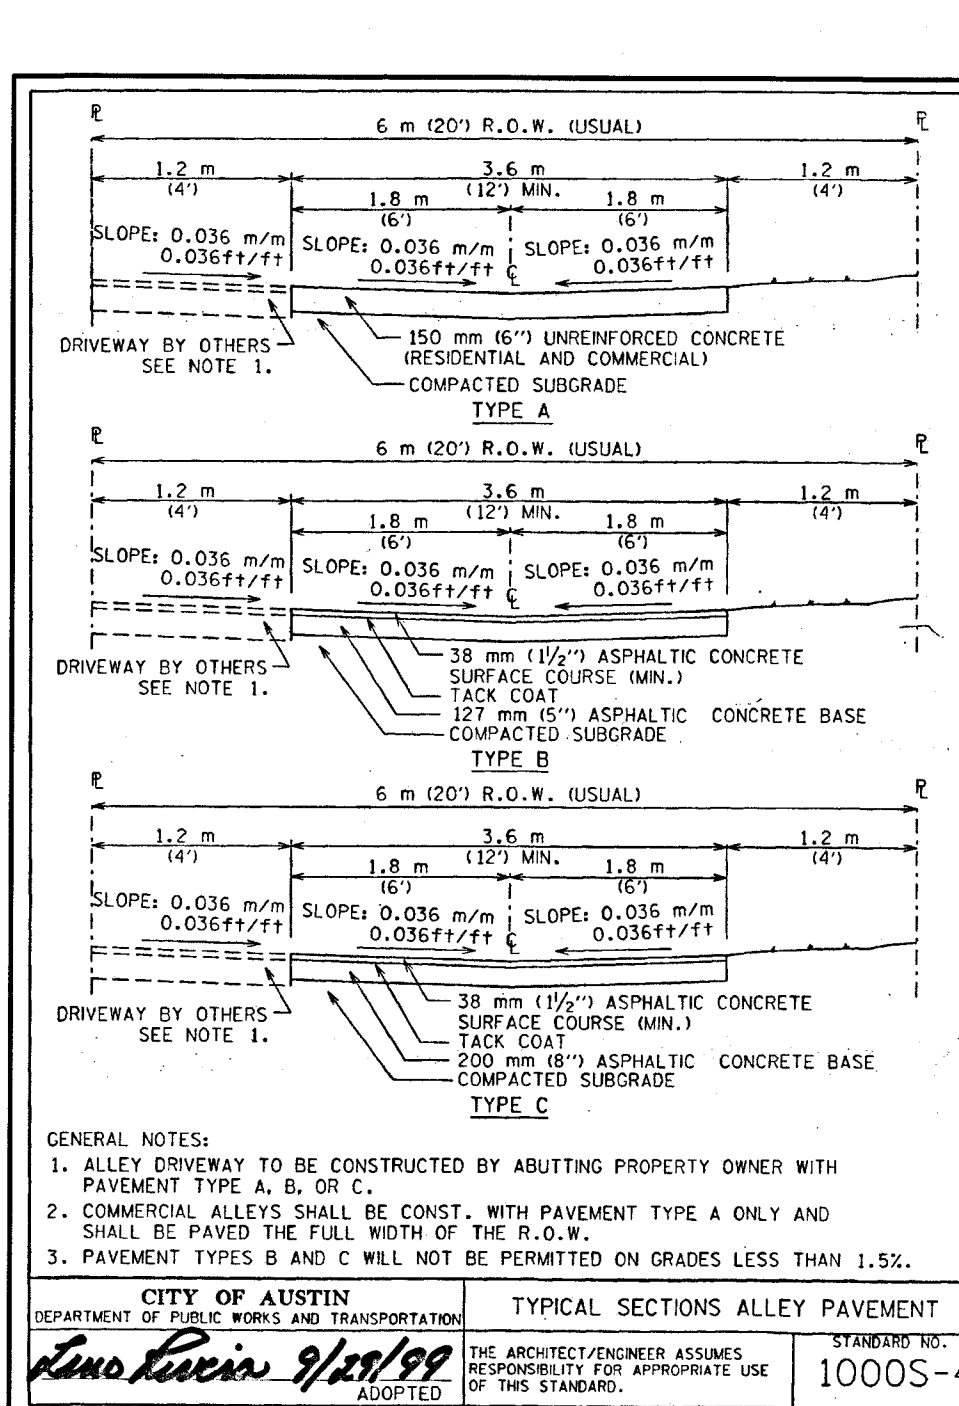 ℞
℞
6 m (20') R.O.W. (USUAL)
1.2 m
(4')
3.6 m
(12') MIN.
1.2 m
(4')
1.8 m
(6')
1.8 m
(6')
SLOPE: 0.036 m/m
0.036ft/ft
SLOPE: 0.036 m/m
0.036ft/ft
℄
SLOPE: 0.036 m/m
0.036ft/ft
DRIVEWAY BY OTHERS
SEE NOTE 1.
150 mm (6'') UNREINFORCED CONCRETE
(RESIDENTIAL AND COMMERCIAL)
COMPACTED SUBGRADE
TYPE A
℞
℞
6 m (20') R.O.W. (USUAL)
1.2 m
(4')
3.6 m
(12') MIN.
1.2 m
(4')
1.8 m
(6')
1.8 m
(6')
SLOPE: 0.036 m/m
0.036ft/ft
SLOPE: 0.036 m/m
0.036ft/ft
℄
SLOPE: 0.036 m/m
0.036ft/ft
DRIVEWAY BY OTHERS
SEE NOTE 1.
38 mm (1 1/2'') ASPHALTIC CONCRETE
SURFACE COURSE (MIN.)
TACK COAT
127 mm (5'') ASPHALTIC CONCRETE BASE
COMPACTED SUBGRADE
TYPE B
℞
℞
6 m (20') R.O.W. (USUAL)
1.2 m
(4')
3.6 m
(12') MIN.
1.2 m
(4')
1.8 m
(6')
1.8 m
(6')
SLOPE: 0.036 m/m
0.036ft/ft
SLOPE: 0.036 m/m
0.036ft/ft
℄
SLOPE: 0.036 m/m
0.036ft/ft
DRIVEWAY BY OTHERS
SEE NOTE 1.
38 mm (1 1/2'') ASPHALTIC CONCRETE
SURFACE COURSE (MIN.)
TACK COAT
200 mm (8'') ASPHALTIC CONCRETE BASE
COMPACTED SUBGRADE
TYPE C
GENERAL NOTES:
1. ALLEY DRIVEWAY TO BE CONSTRUCTED BY ABUTTING PROPERTY OWNER WITH
PAVEMENT TYPE A, B, OR C.
2. COMMERCIAL ALLEYS SHALL BE CONST. WITH PAVEMENT TYPE A ONLY AND
SHALL BE PAVED THE FULL WIDTH OF THE R.O.W.
3. PAVEMENT TYPES B AND C WILL NOT BE PERMITTED ON GRADES LESS THAN 1.5%.
CITY OF AUSTIN
DEPARTMENT OF PUBLIC WORKS AND TRANSPORTATION
9/29/99
ADOPTED
TYPICAL SECTIONS ALLEY PAVEMENT
THE ARCHITECT/ENGINEER ASSUMES
RESPONSIBILITY FOR APPROPRIATE USE
OF THIS STANDARD.
STANDARD NO.
1000S-4